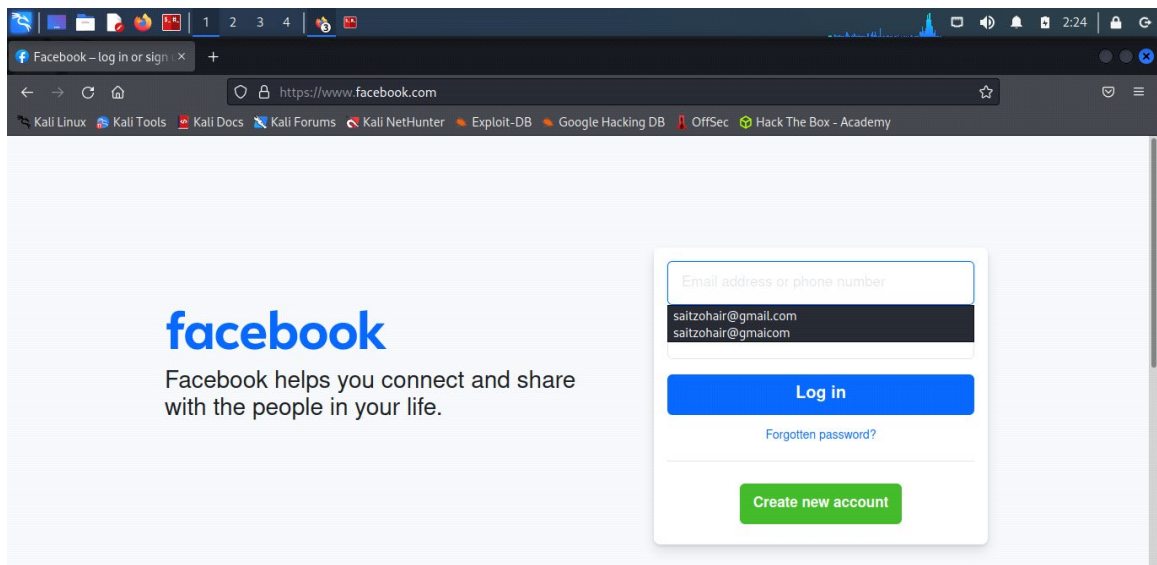 1 2 3 4 3 2:24
Facebook – log in or sign
https://www.facebook.com
Kali Linux Kali Tools Kali Docs Kali Forums Kali NetHunter Exploit-DB Google Hacking DB OffSec Hack The Box - Academy
Email address or phone number
saitzohair@gmail.com
saitzohair@gmaicom
facebook
Facebook helps you connect and share
with the people in your life.
Log in
Forgotten password?
Create new account